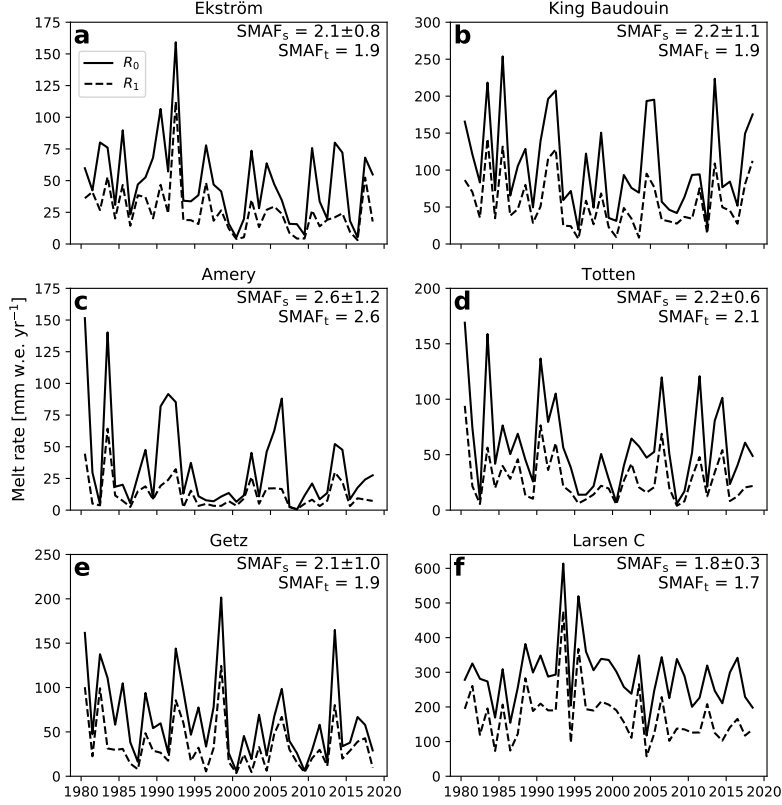 Ekström
King Baudouin
a
SMAFs = 2.1±0.8
SMAFt = 1.9
R0
R1
175
150
125
100
75
50
25
0
b
SMAFs = 2.2±1.1
SMAFt = 1.9
300
250
200
150
100
50
0
Amery
Totten
c
SMAFs = 2.6±1.2
SMAFt = 2.6
175
150
125
100
75
50
25
0
d
SMAFs = 2.2±0.6
SMAFt = 2.1
200
150
100
50
0
Melt rate [mm w.e. yr−1]
Getz
Larsen C
e
SMAFs = 2.1±1.0
SMAFt = 1.9
250
200
150
100
50
0
1980 1985 1990 1995 2000 2005 2010 2015 2020
f
SMAFs = 1.8±0.3
SMAFt = 1.7
600
500
400
300
200
100
0
1980 1985 1990 1995 2000 2005 2010 2015 2020